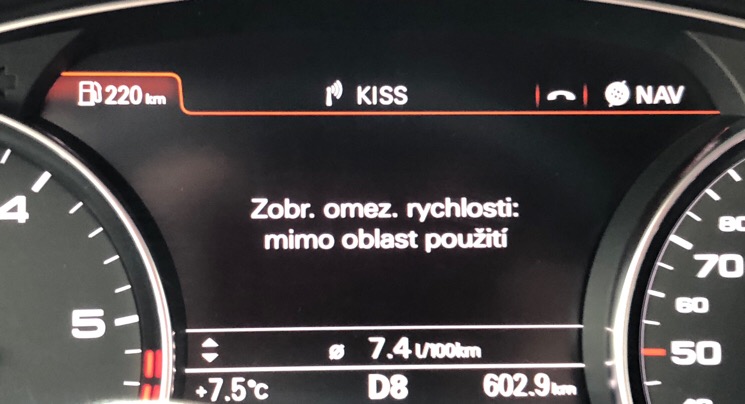 220 km
KISS
NAV
Zobr. omez. rychlosti:
mimo oblast použití
ø 7.4 l/100km
+7.5°C D8 602.9 km
4
5
80
70
60
50